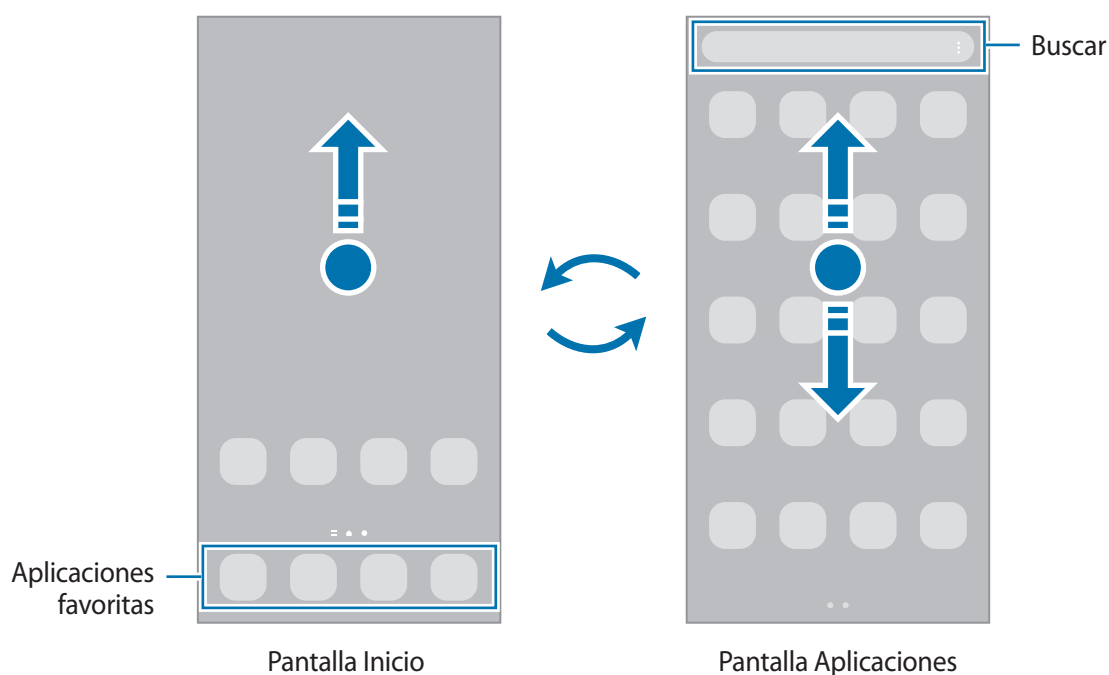 Buscar
Aplicaciones
favoritas
Pantalla Inicio
Pantalla Aplicaciones